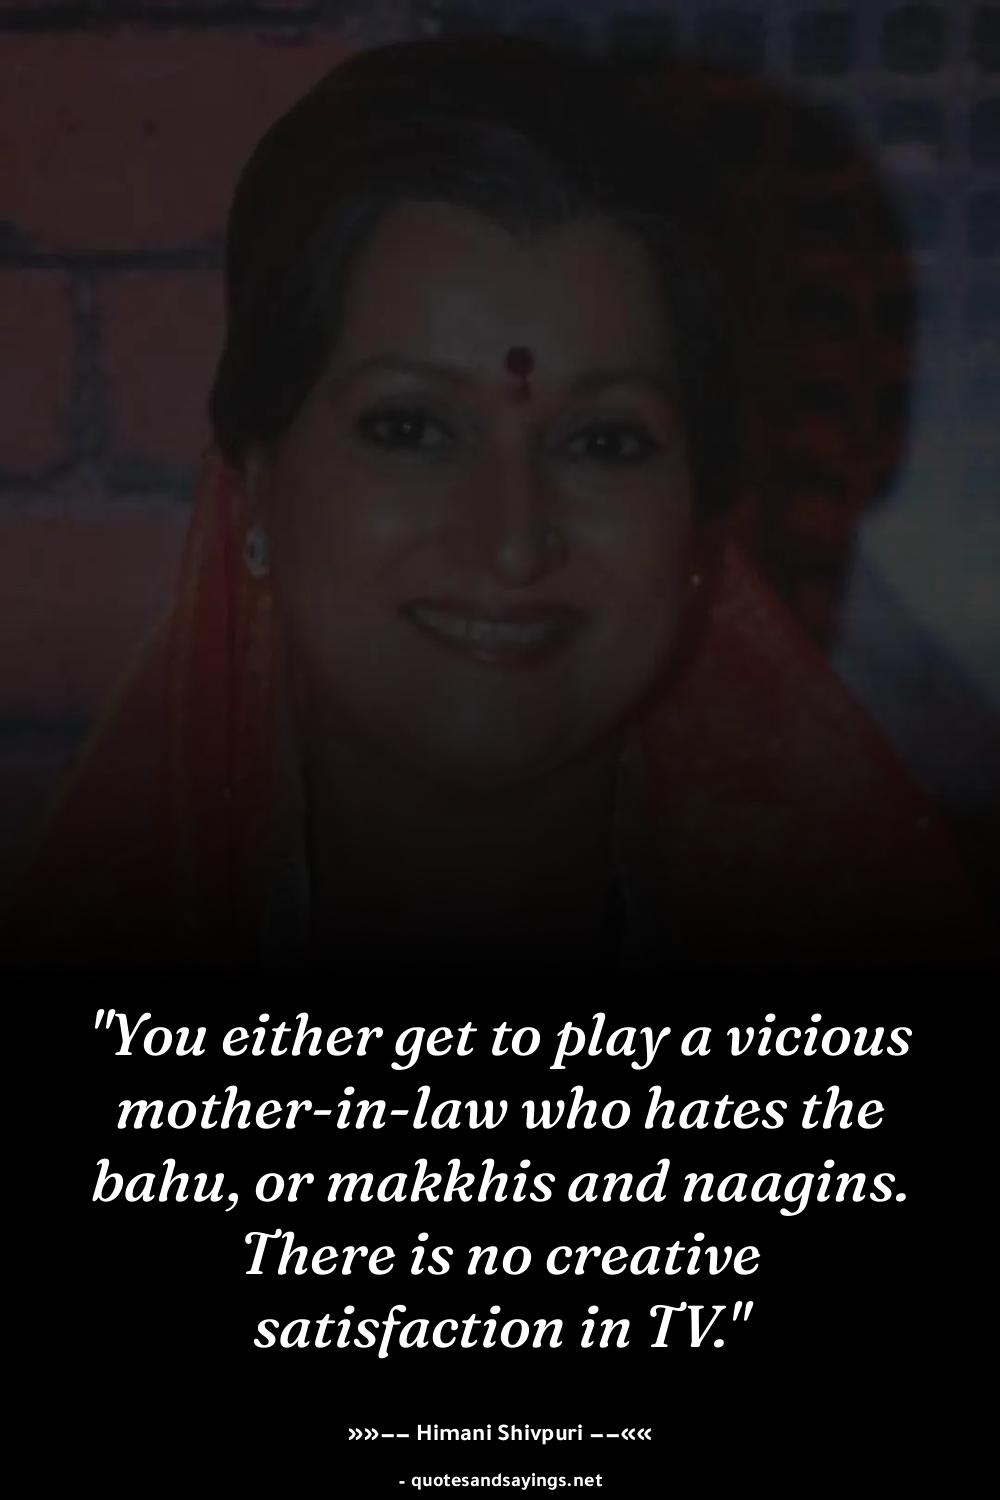 "You either get to play a vicious
mother-in-law who hates the
bahu, or makkhis and naagins.
There is no creative
satisfaction in TV."
»»−− Himani Shivpuri −−««
- quotesandsayings.net